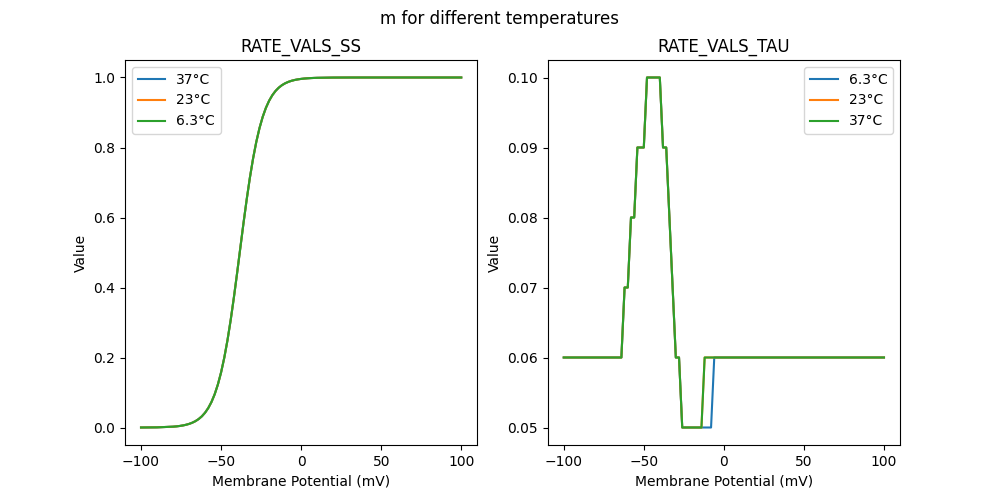 m for different temperatures
RATE_VALS_SS
1.0
0.8
0.6
0.4
0.2
0.0
Value
−100
−50
0
50
100
Membrane Potential (mV)
37°C
23°C
6.3°C
RATE_VALS_TAU
0.10
0.09
0.08
0.07
0.06
0.05
Value
−100
−50
0
50
100
Membrane Potential (mV)
6.3°C
23°C
37°C